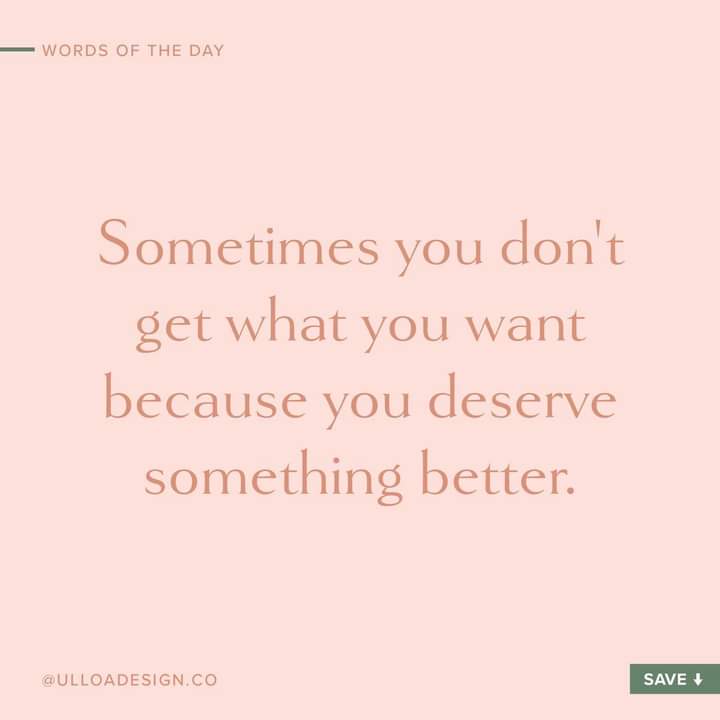 WORDS OF THE DAY
Sometimes you don't
get what you want
because you deserve
something better.
@ULLOADESIGN.CO
SAVE